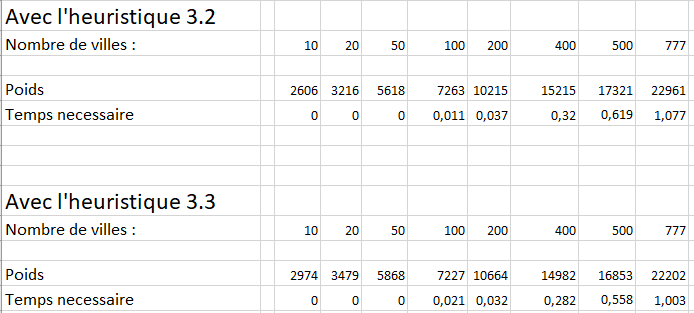 Avec l'heuristique 3.2
Nombre de villes : 10 20 50 100 200 400 500 777
Poids 2606 3216 5618 7263 10215 15215 17321 22961
Temps necessaire 0 0 0 0,011 0,037 0,32 0,619 1,077
Avec l'heuristique 3.3
Nombre de villes : 10 20 50 100 200 400 500 777
Poids 2974 3479 5868 7227 10664 14982 16853 22202
Temps necessaire 0 0 0 0,021 0,032 0,282 0,558 1,003